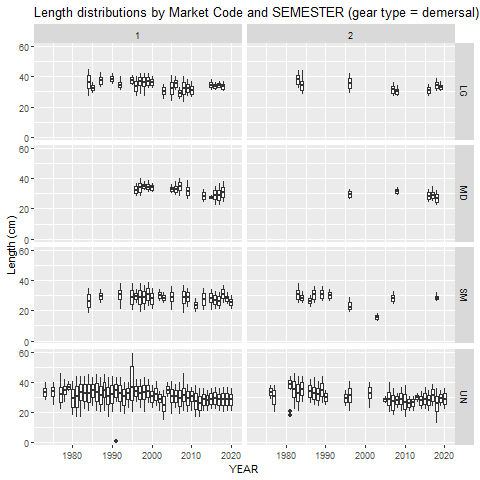 Length distributions by Market Code and SEMESTER (gear type = demersal)
1 2
60
40
20
0
LG
60
40
20
0
MD
60
40
20
0
SM
60
40
20
0
UN
Length (cm)
1980 1990 2000 2010 2020 1980 1990 2000 2010 2020
YEAR